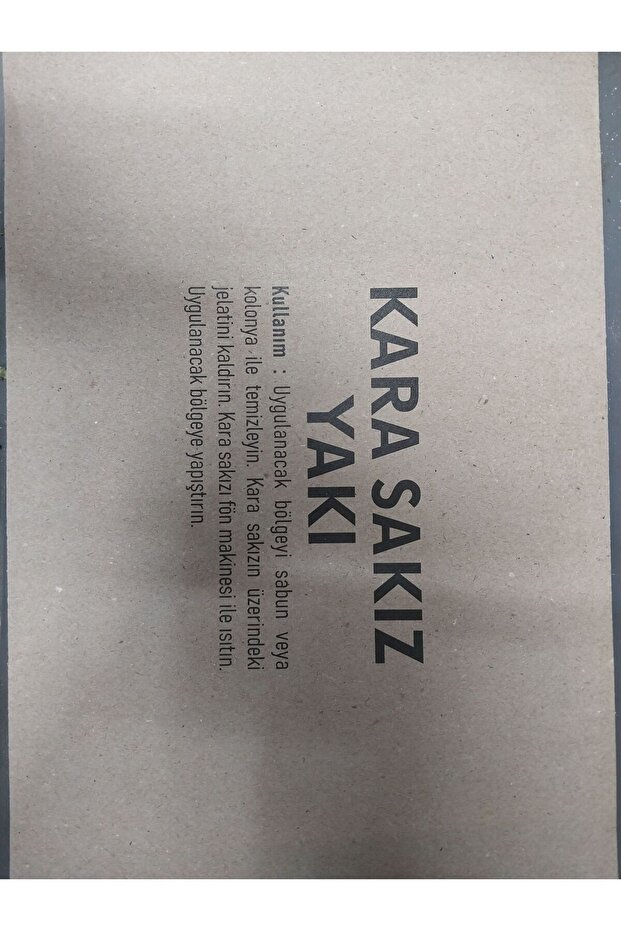 KARA SAKIZ
YAKI
Kullanım : Uygulanacak bölgeyi sabun veya
kolonya ile temizleyin. Kara sakızın üzerindeki
jelatini kaldırın. Kara sakızı fön makinesi ile ısıtın.
Uygulanacak bölgeye yapıştırın.